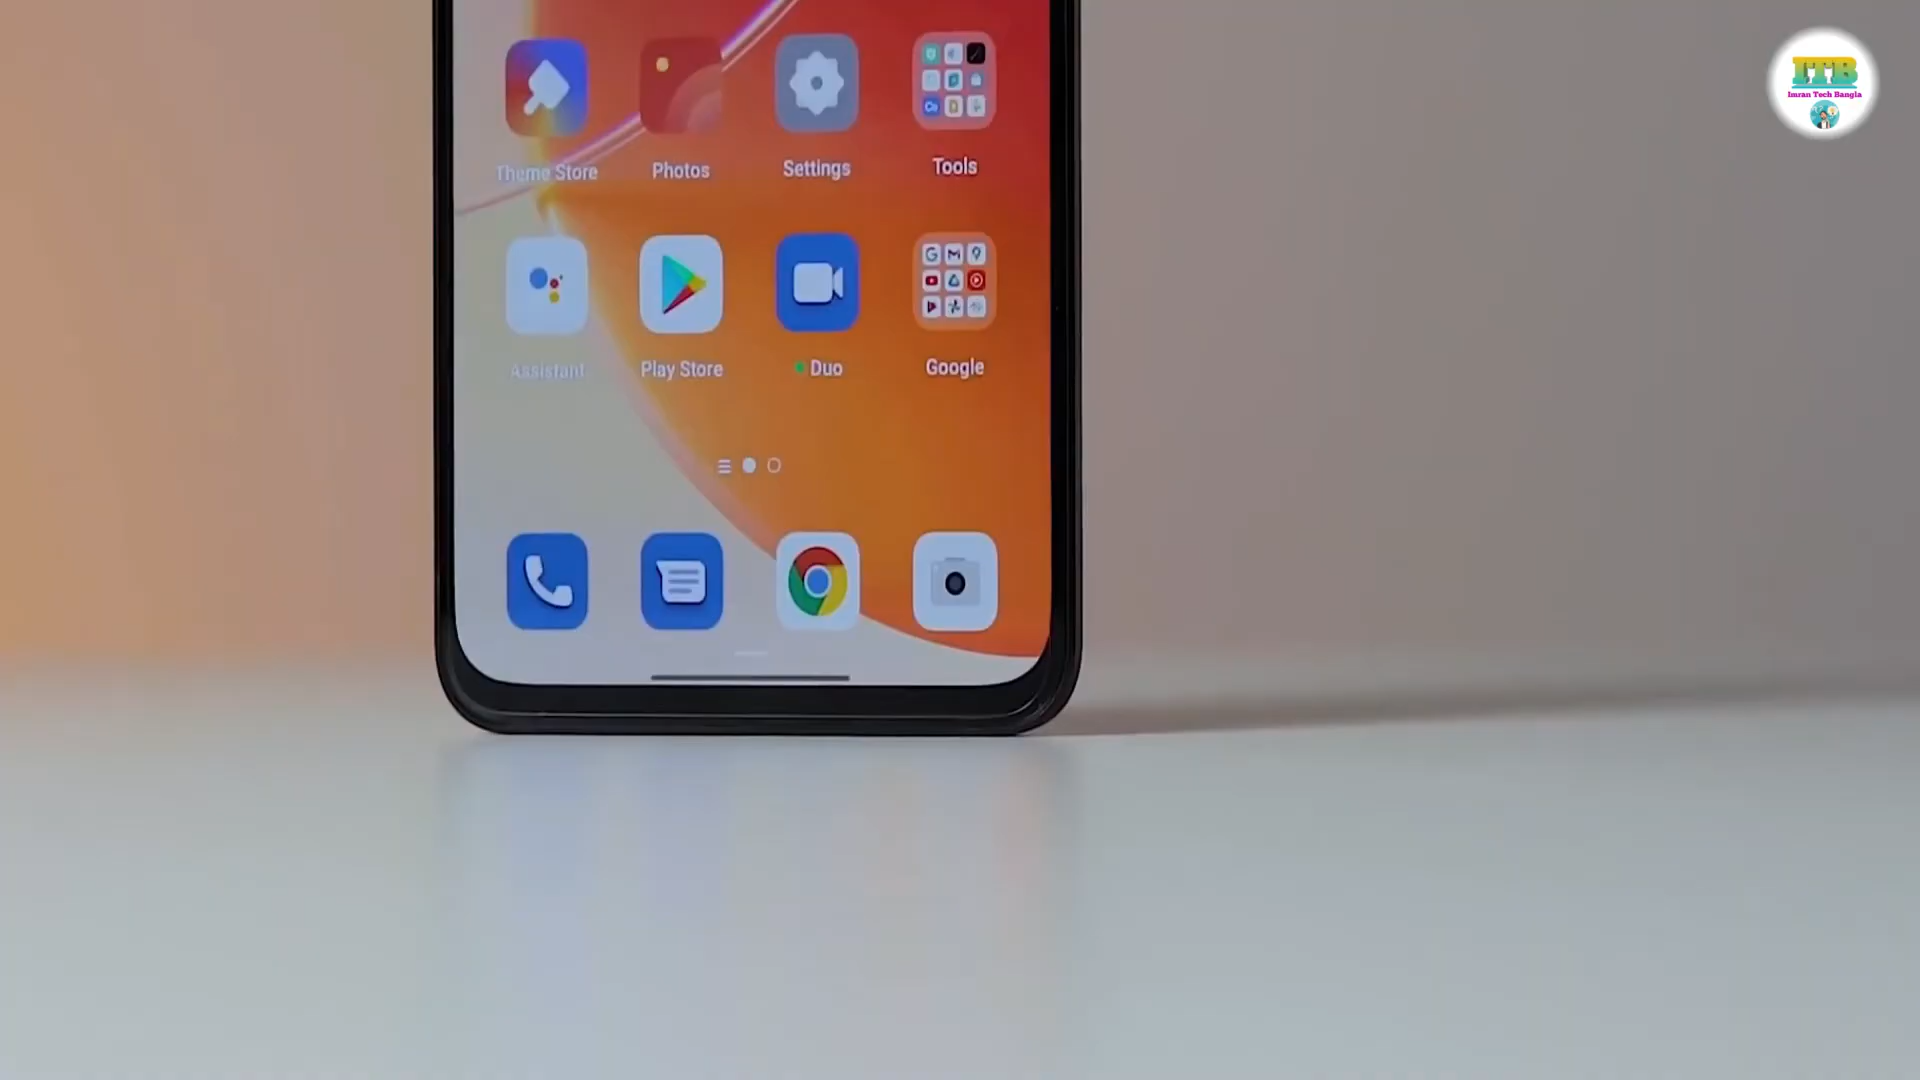 ITB
Imran Tech Bangla
Theme Store
Photos
Settings
Tools
Assistant
Play Store
Duo
Google